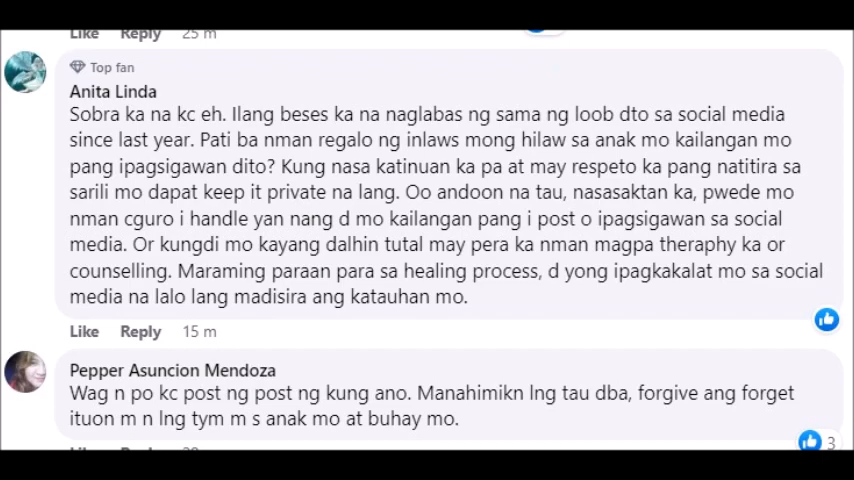 Like Reply 25 m
Top fan
Anita Linda
Sobra ka na kc eh. Ilang beses ka na naglabas ng sama ng loob dto sa social media
since last year. Pati ba nman regalo ng inlaws mong hilaw sa anak mo kailangan mo
pang ipagsigawan dito? Kung nasa katinuan ka pa at may respeto ka pang natitira sa
sarili mo dapat keep it private na lang. Oo andoon na tau, nasasaktan ka, pwede mo
nman cguro i handle yan nang d mo kailangan pang i post o ipagsigawan sa social
media. Or kungdi mo kayang dalhin tutal may pera ka nman magpa theraphy ka or
counselling. Maraming paraan para sa healing process, d yong ipagkakalat mo sa social
media na lalo lang madisira ang katauhan mo.
Like Reply 15 m
Pepper Asuncion Mendoza
Wag n po kc post ng post ng kung ano. Manahimikn lng tau dba, forgive ang forget
ituon m n lng tym m s anak mo at buhay mo.
3